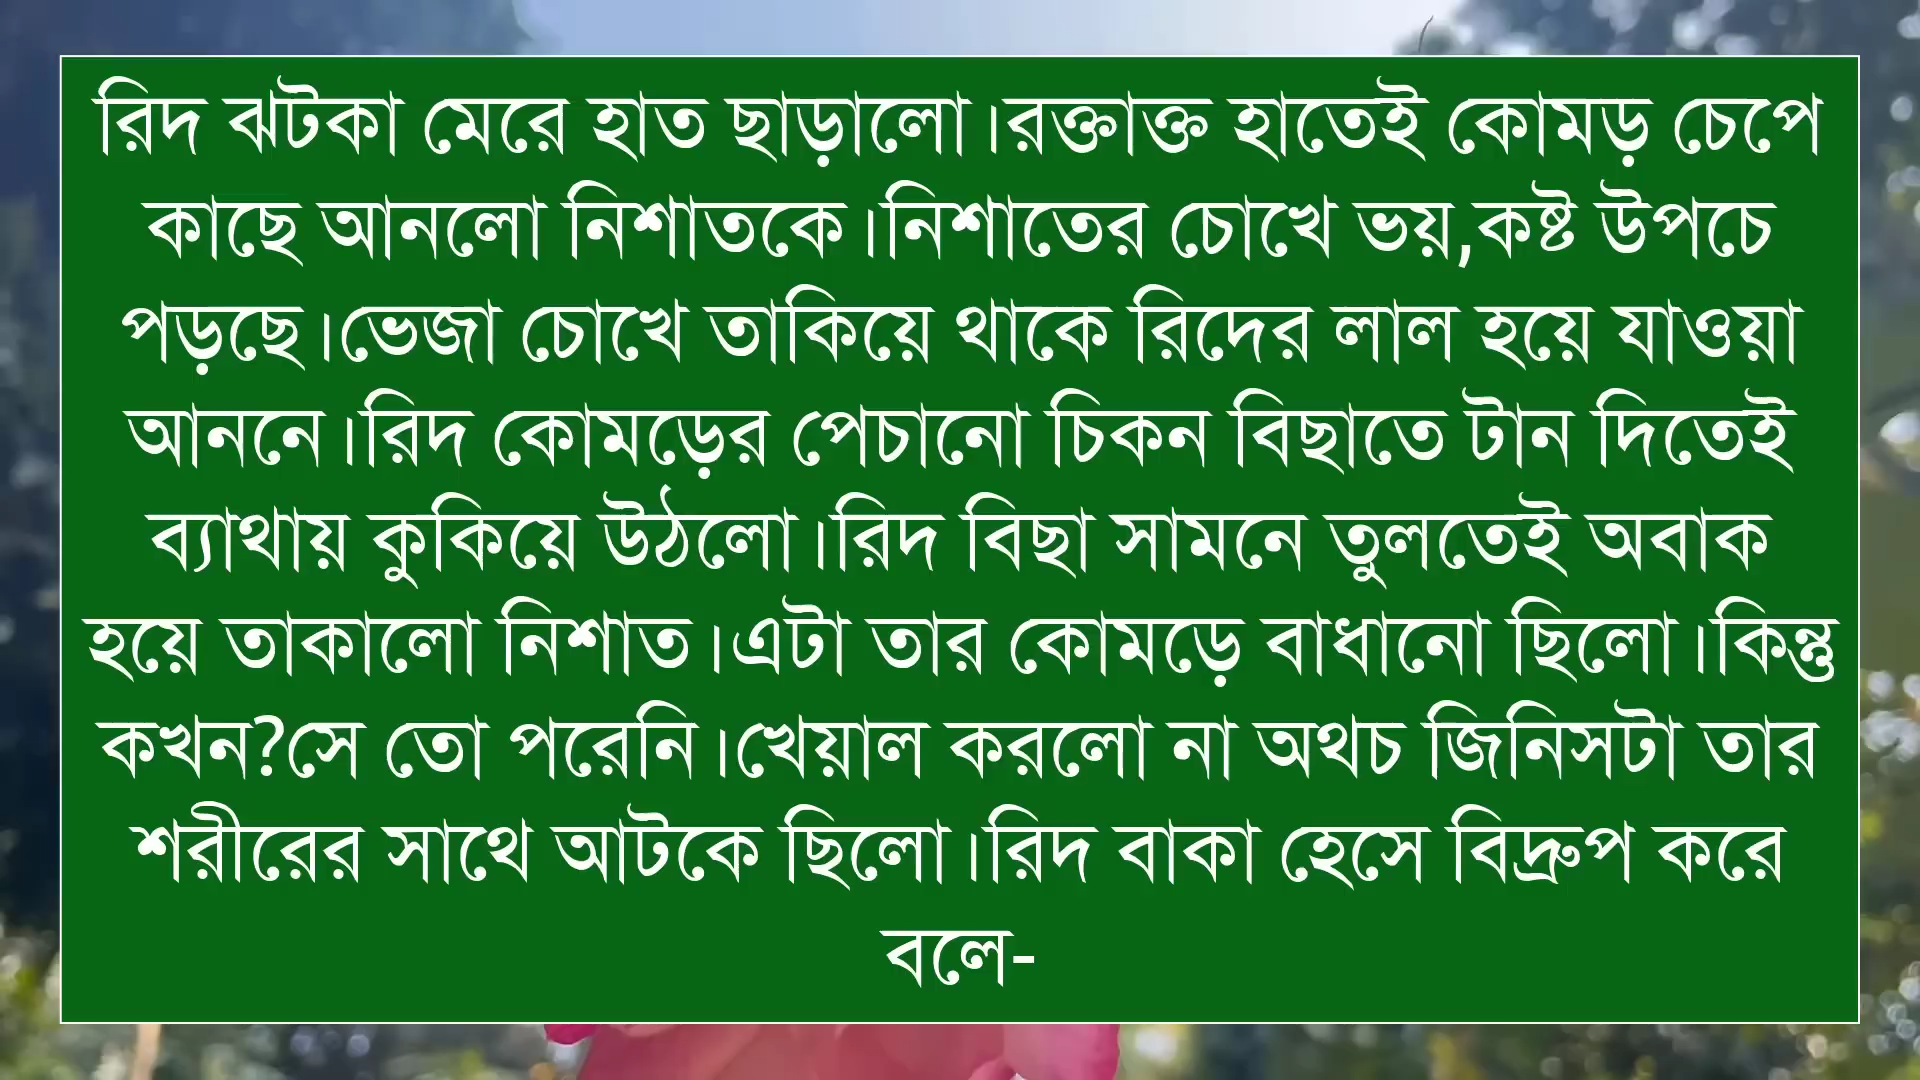 রিদ ঝটকা মেরে হাত ছাড়ালো।রক্তাক্ত হাতেই কোমড় চেপে
কাছে আনলো নিশাতকে।নিশাতের চোখে ভয়,কষ্ট উপচে
পড়ছে।ভেজা চোখে তাকিয়ে থাকে রিদের লাল হয়ে যাওয়া
আননে।রিদ কোমড়ের পেচানো চিকন বিছাতে টান দিতেই
ব্যাথায় কুকিয়ে উঠলো।রিদ বিছা সামনে তুলতেই অবাক
হয়ে তাকালো নিশাত।এটা তার কোমড়ে বাধানো ছিলো।কিন্তু
কখন?সে তো পরেনি।খেয়াল করলো না অথচ জিনিসটা তার
শরীরের সাথে আটকে ছিলো।রিদ বাকা হেসে বিদ্রুপ করে
বলে-